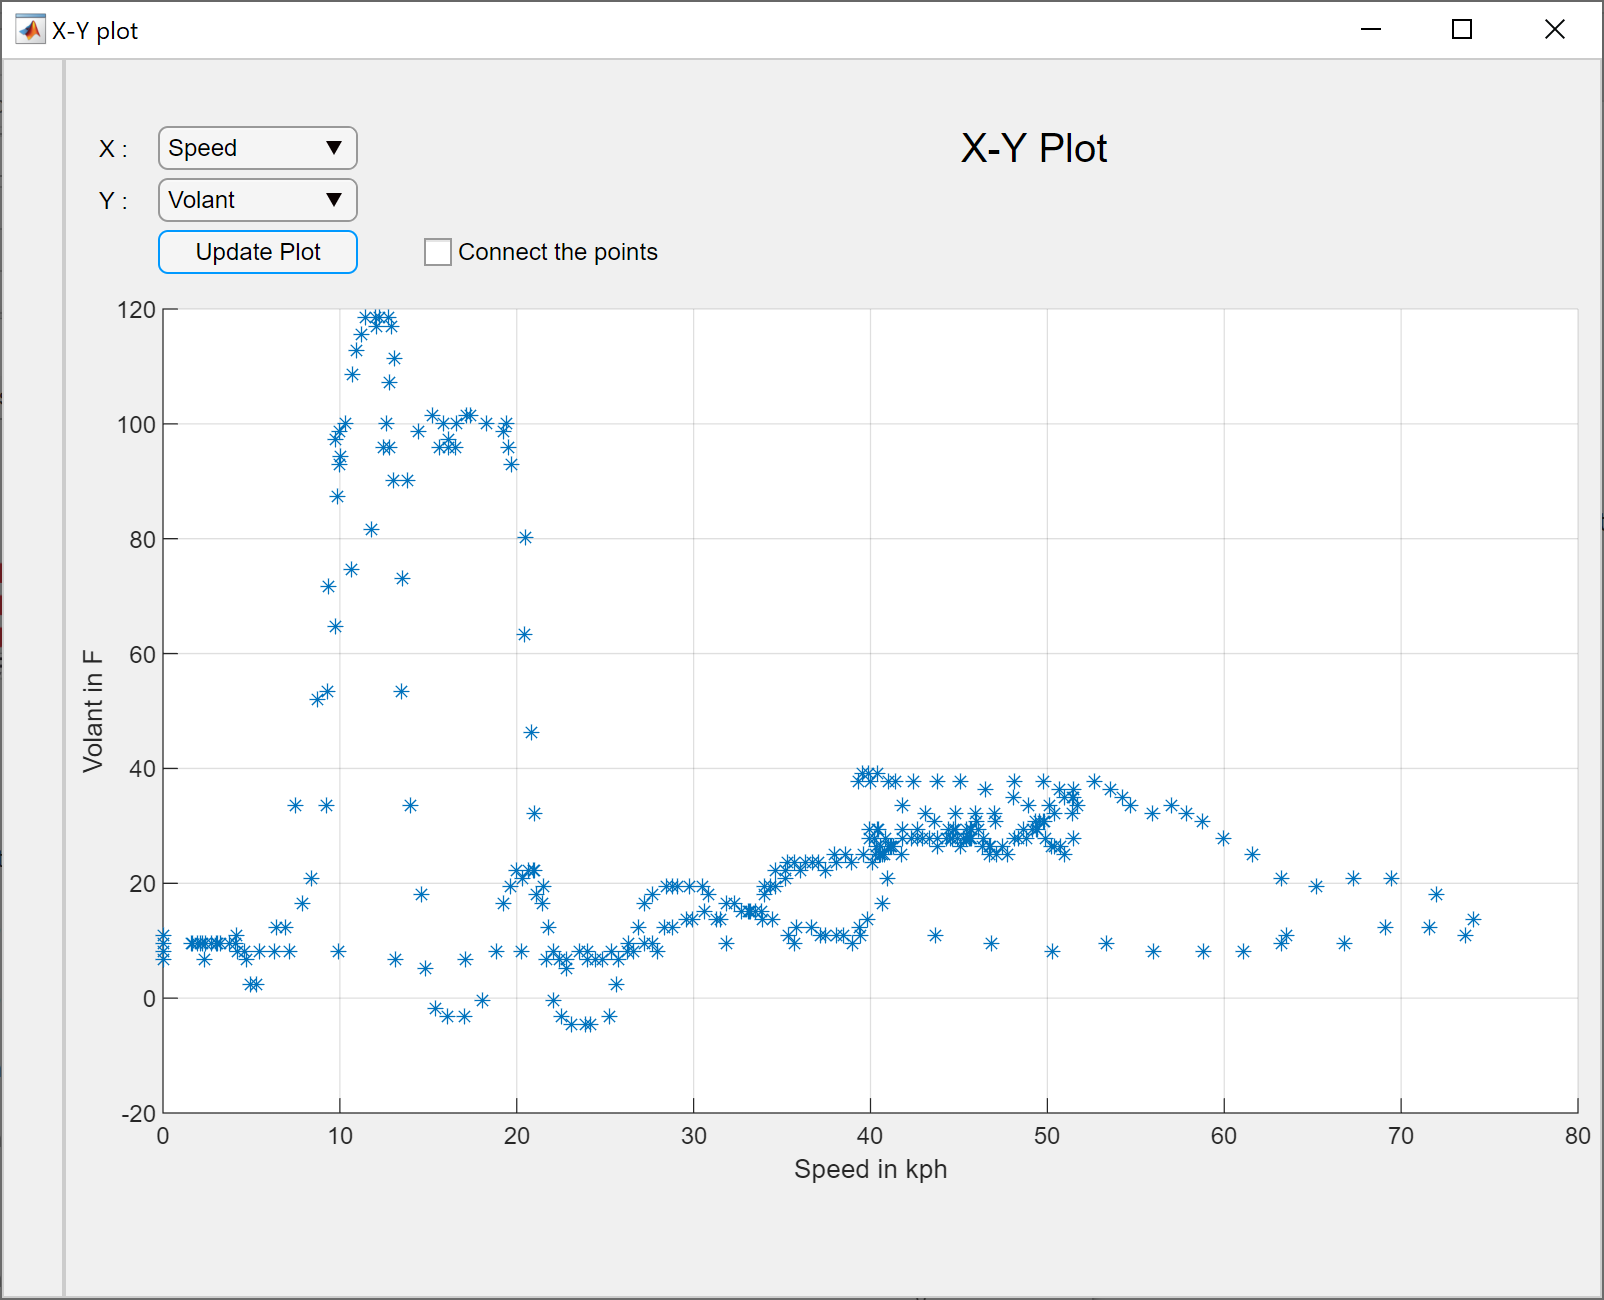 X-Y plot
X :
Speed
X-Y Plot
Y :
Volant
Update Plot
Connect the points
120
100
80
60
40
20
0
-20
Volant in F
0 10 20 30 40 50 60 70 80
Speed in kph